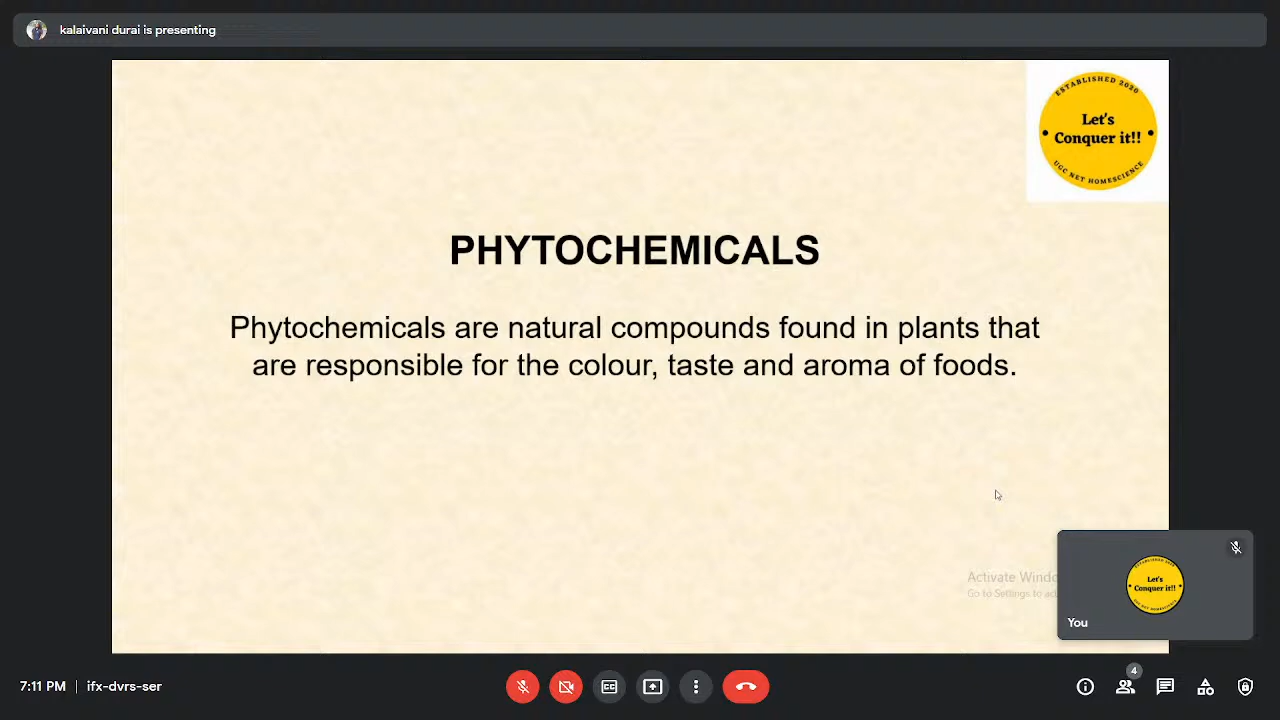 kalaivani durai is presenting
ESTABLISHED 2020
Let's
Conquer it!!
UGC NET HOMESCIENCE
PHYTOCHEMICALS
Phytochemicals are natural compounds found in plants that
are responsible for the colour, taste and aroma of foods.
Activate Windo
Go to Settings to act
Let's
Conquer it!!
You
7:11 PM | ifx-dvrs-ser
CC
4